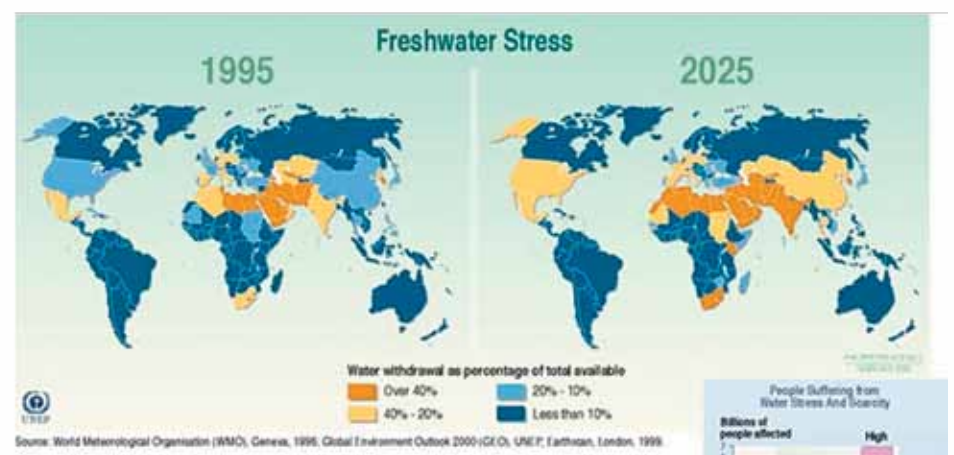 Freshwater Stress
1995
2025
Water withdrawal as percentage of total available
Over 40%
20% - 10%
40% - 20%
Less than 10%
UNEP
Source: World Meteorological Organisation (WMO), Geneva, 1996; Global Environment Outlook 2000 (GEO), UNEP, Earthscan, London, 1999.
People Suffering from
Water Stress And Scarcity
Billions of
people affected
High
7